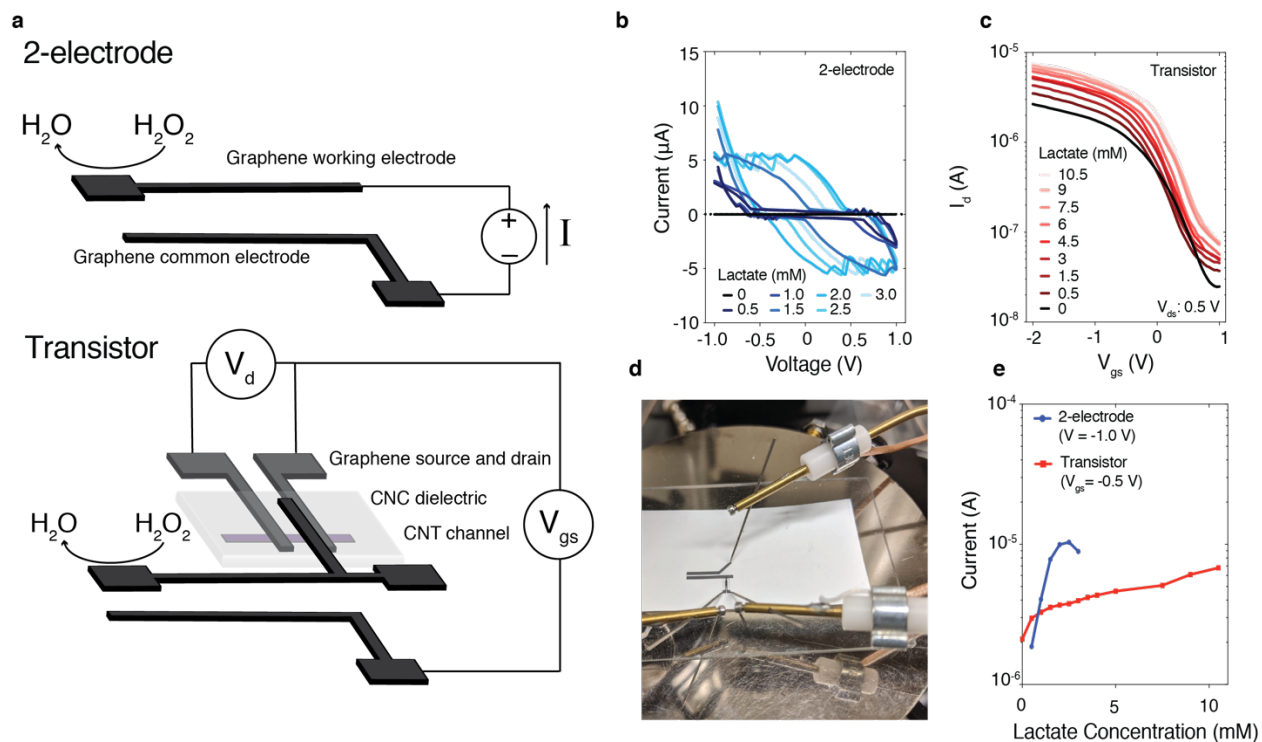 a
2-electrode
H2O
H2O2
Graphene working electrode
Graphene common electrode
+
−
I
Transistor
Vd
Graphene source and drain
CNC dielectric
CNT channel
H2O
H2O2
Vgs
b
2-electrode
15
10
5
0
-5
-10
Current (µA)
Lactate (mM)
0 1.0 2.0 3.0
0.5 1.5 2.5
-1.0 -0.5 0 0.5 1.0
Voltage (V)
c
Transistor
10-5
10-6
10-7
10-8
Id (A)
Lactate (mM)
10.5
9
7.5
6
4.5
3
1.5
0.5
0
Vds: 0.5 V
-2 -1 0 1
Vgs (V)
d
e
10-4
10-5
10-6
Current (A)
2-electrode
(V = -1.0 V)
Transistor
(Vgs= -0.5 V)
0 5 10
Lactate Concentration (mM)